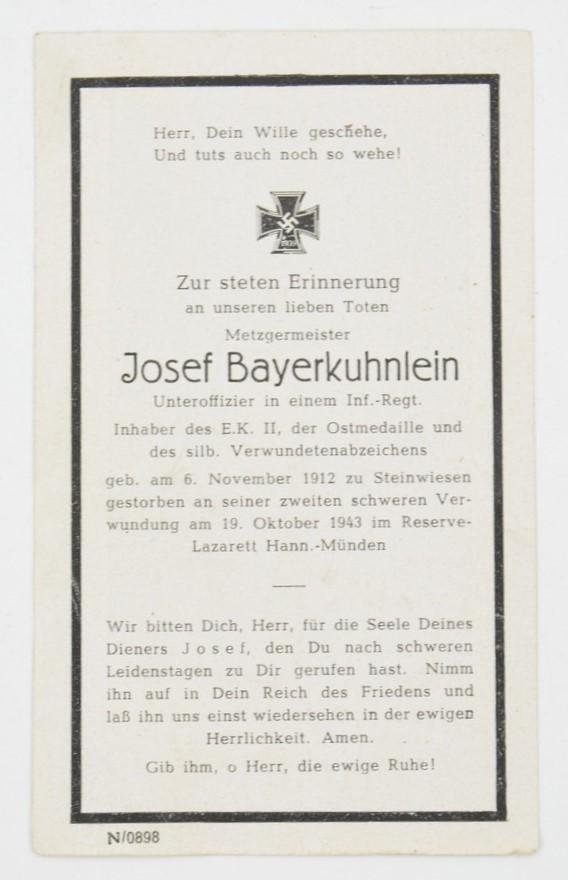 Herr, Dein Wille geschehe,
Und tuts auch noch so wehe!
1939
Zur steten Erinnerung
an unseren lieben Toten
Metzgermeister
Josef Bayerkuhnlein
Unteroffizier in einem Inf.-Regt.
Inhaber des E.K. II, der Ostmedaille und
des silb. Verwundetenabzeichens
geb. am 6. November 1912 zu Steinwiesen
gestorben an seiner zweiten schweren Ver-
wundung am 19. Oktober 1943 im Reserve-
Lazarett Hann.-Münden
Wir bitten Dich, Herr, für die Seele Deines
Dieners Josef, den Du nach schweren
Leidenstagen zu Dir gerufen hast. Nimm
ihn auf in Dein Reich des Friedens und
laß ihn uns einst wiedersehen in der ewigen
Herrlichkeit. Amen.
Gib ihm, o Herr, die ewige Ruhe!
N/0898